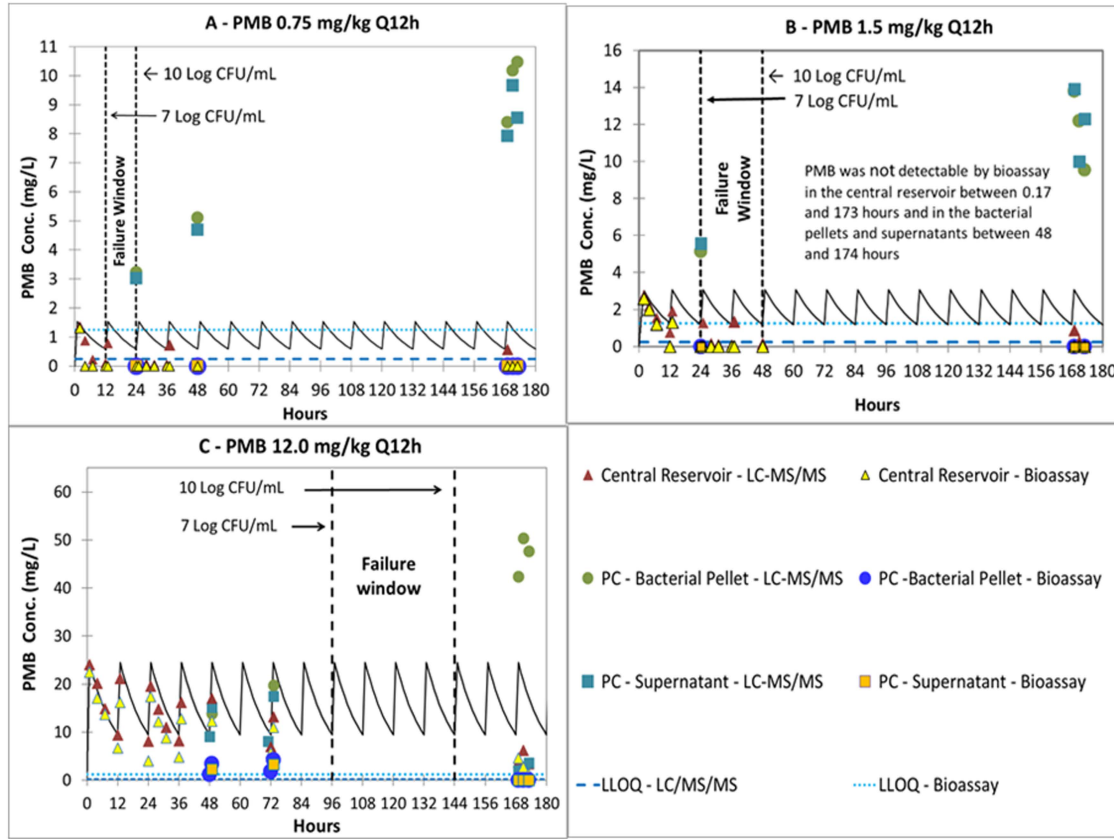 A - PMB 0.75 mg/kg Q12h
11
10
9
8
7
6
5
4
3
2
1
0
PMB Conc. (mg/L)
10 Log CFU/mL
7 Log CFU/mL
Failure Window
0 12 24 36 48 60 72 84 96 108 120 132 144 156 168 180
Hours
B - PMB 1.5 mg/kg Q12h
16
14
12
10
8
6
4
2
0
PMB Conc. (mg/L)
10 Log CFU/mL
7 Log CFU/mL
Failure
Window
PMB was not detectable by bioassay
in the central reservoir between 0.17
and 173 hours and in the bacterial
pellets and supernatants between 48
and 174 hours
0 12 24 36 48 60 72 84 96 108 120 132 144 156 168 180
Hours
C - PMB 12.0 mg/kg Q12h
60
50
40
30
20
10
0
PMB Conc. (mg/L)
10 Log CFU/mL
7 Log CFU/mL
Failure
window
0 12 24 36 48 60 72 84 96 108 120 132 144 156 168 180
Hours
Central Reservoir - LC-MS/MS
Central Reservoir - Bioassay
PC - Bacterial Pellet - LC-MS/MS
PC -Bacterial Pellet - Bioassay
PC - Supernatant - LC-MS/MS
PC - Supernatant - Bioassay
LLOQ - LC/MS/MS
LLOQ - Bioassay